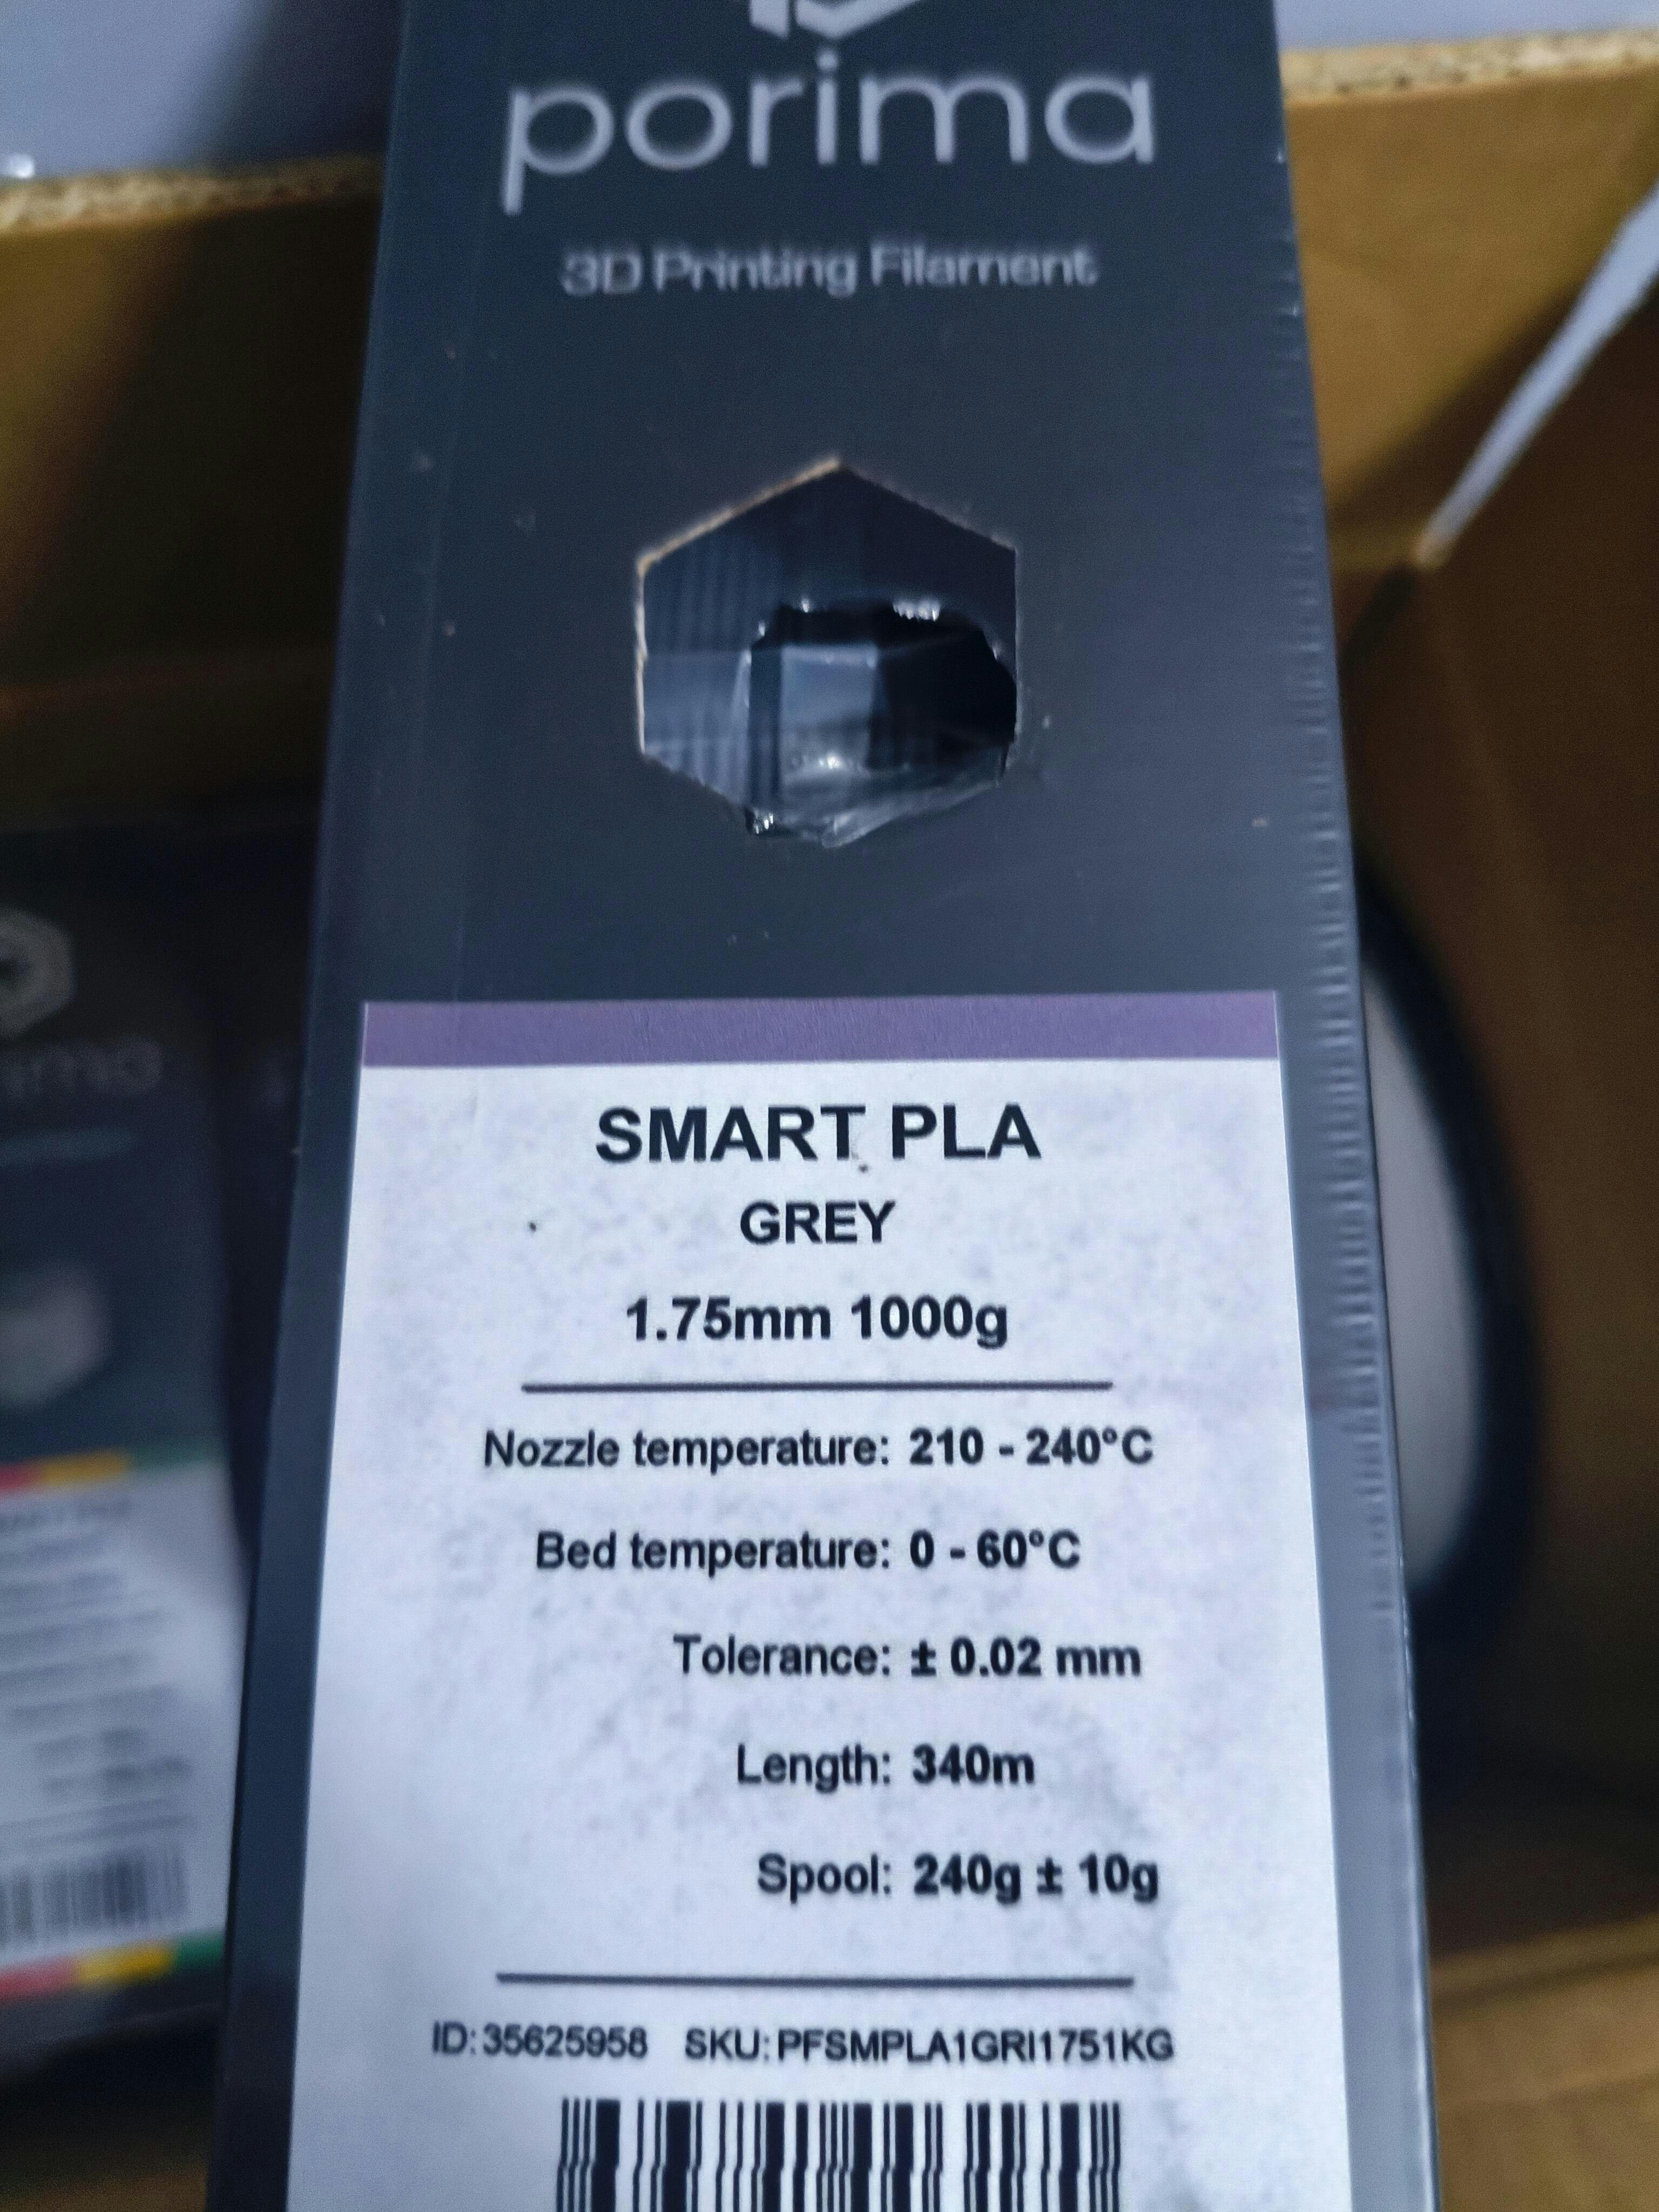 porima
3D Printing Filament
SMART PLA
GREY
1.75mm 1000g
Nozzle temperature: 210 - 240°C
Bed temperature: 0 - 60°C
Tolerance: ± 0.02 mm
Length: 340m
Spool: 240g ± 10g
ID:35625958 SKU:PFSMPLA1GRI1751KG